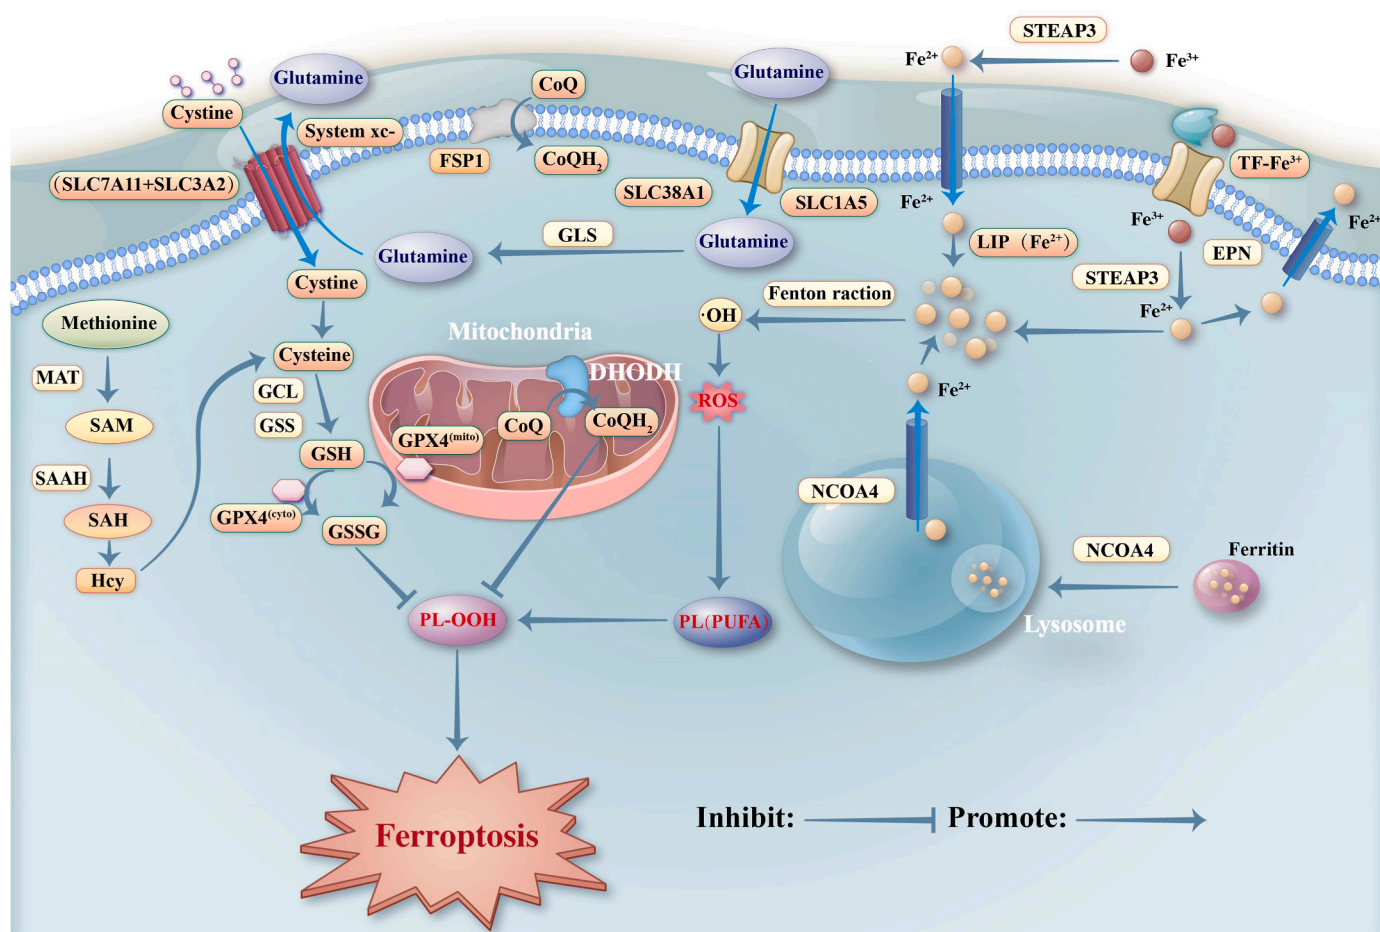 STEAP3
Fe²⁺
Fe³⁺
Glutamine
CoQ
Glutamine
Cystine
System xc-
FSP1
CoQH₂
TF-Fe³⁺
(SLC7A11+SLC3A2)
SLC38A1
SLC1A5
Fe²⁺
Fe³⁺
Fe²⁺
GLS
Glutamine
Glutamine
LIP (Fe²⁺)
EPN
Cystine
STEAP3
Fenton raction
Methionine
Mitochondria
·OH
Fe²⁺
Cysteine
MAT
GCL
DHODH
Fe²⁺
ROS
SAM
GSS
CoQ
CoQH₂
GPX4(mito)
GSH
SAAH
NCOA4
SAH
GPX4(cyto)
GSSG
NCOA4
Ferritin
Hcy
PL-OOH
PL(PUFA)
Lysosome
Ferroptosis
Inhibit:
Promote: